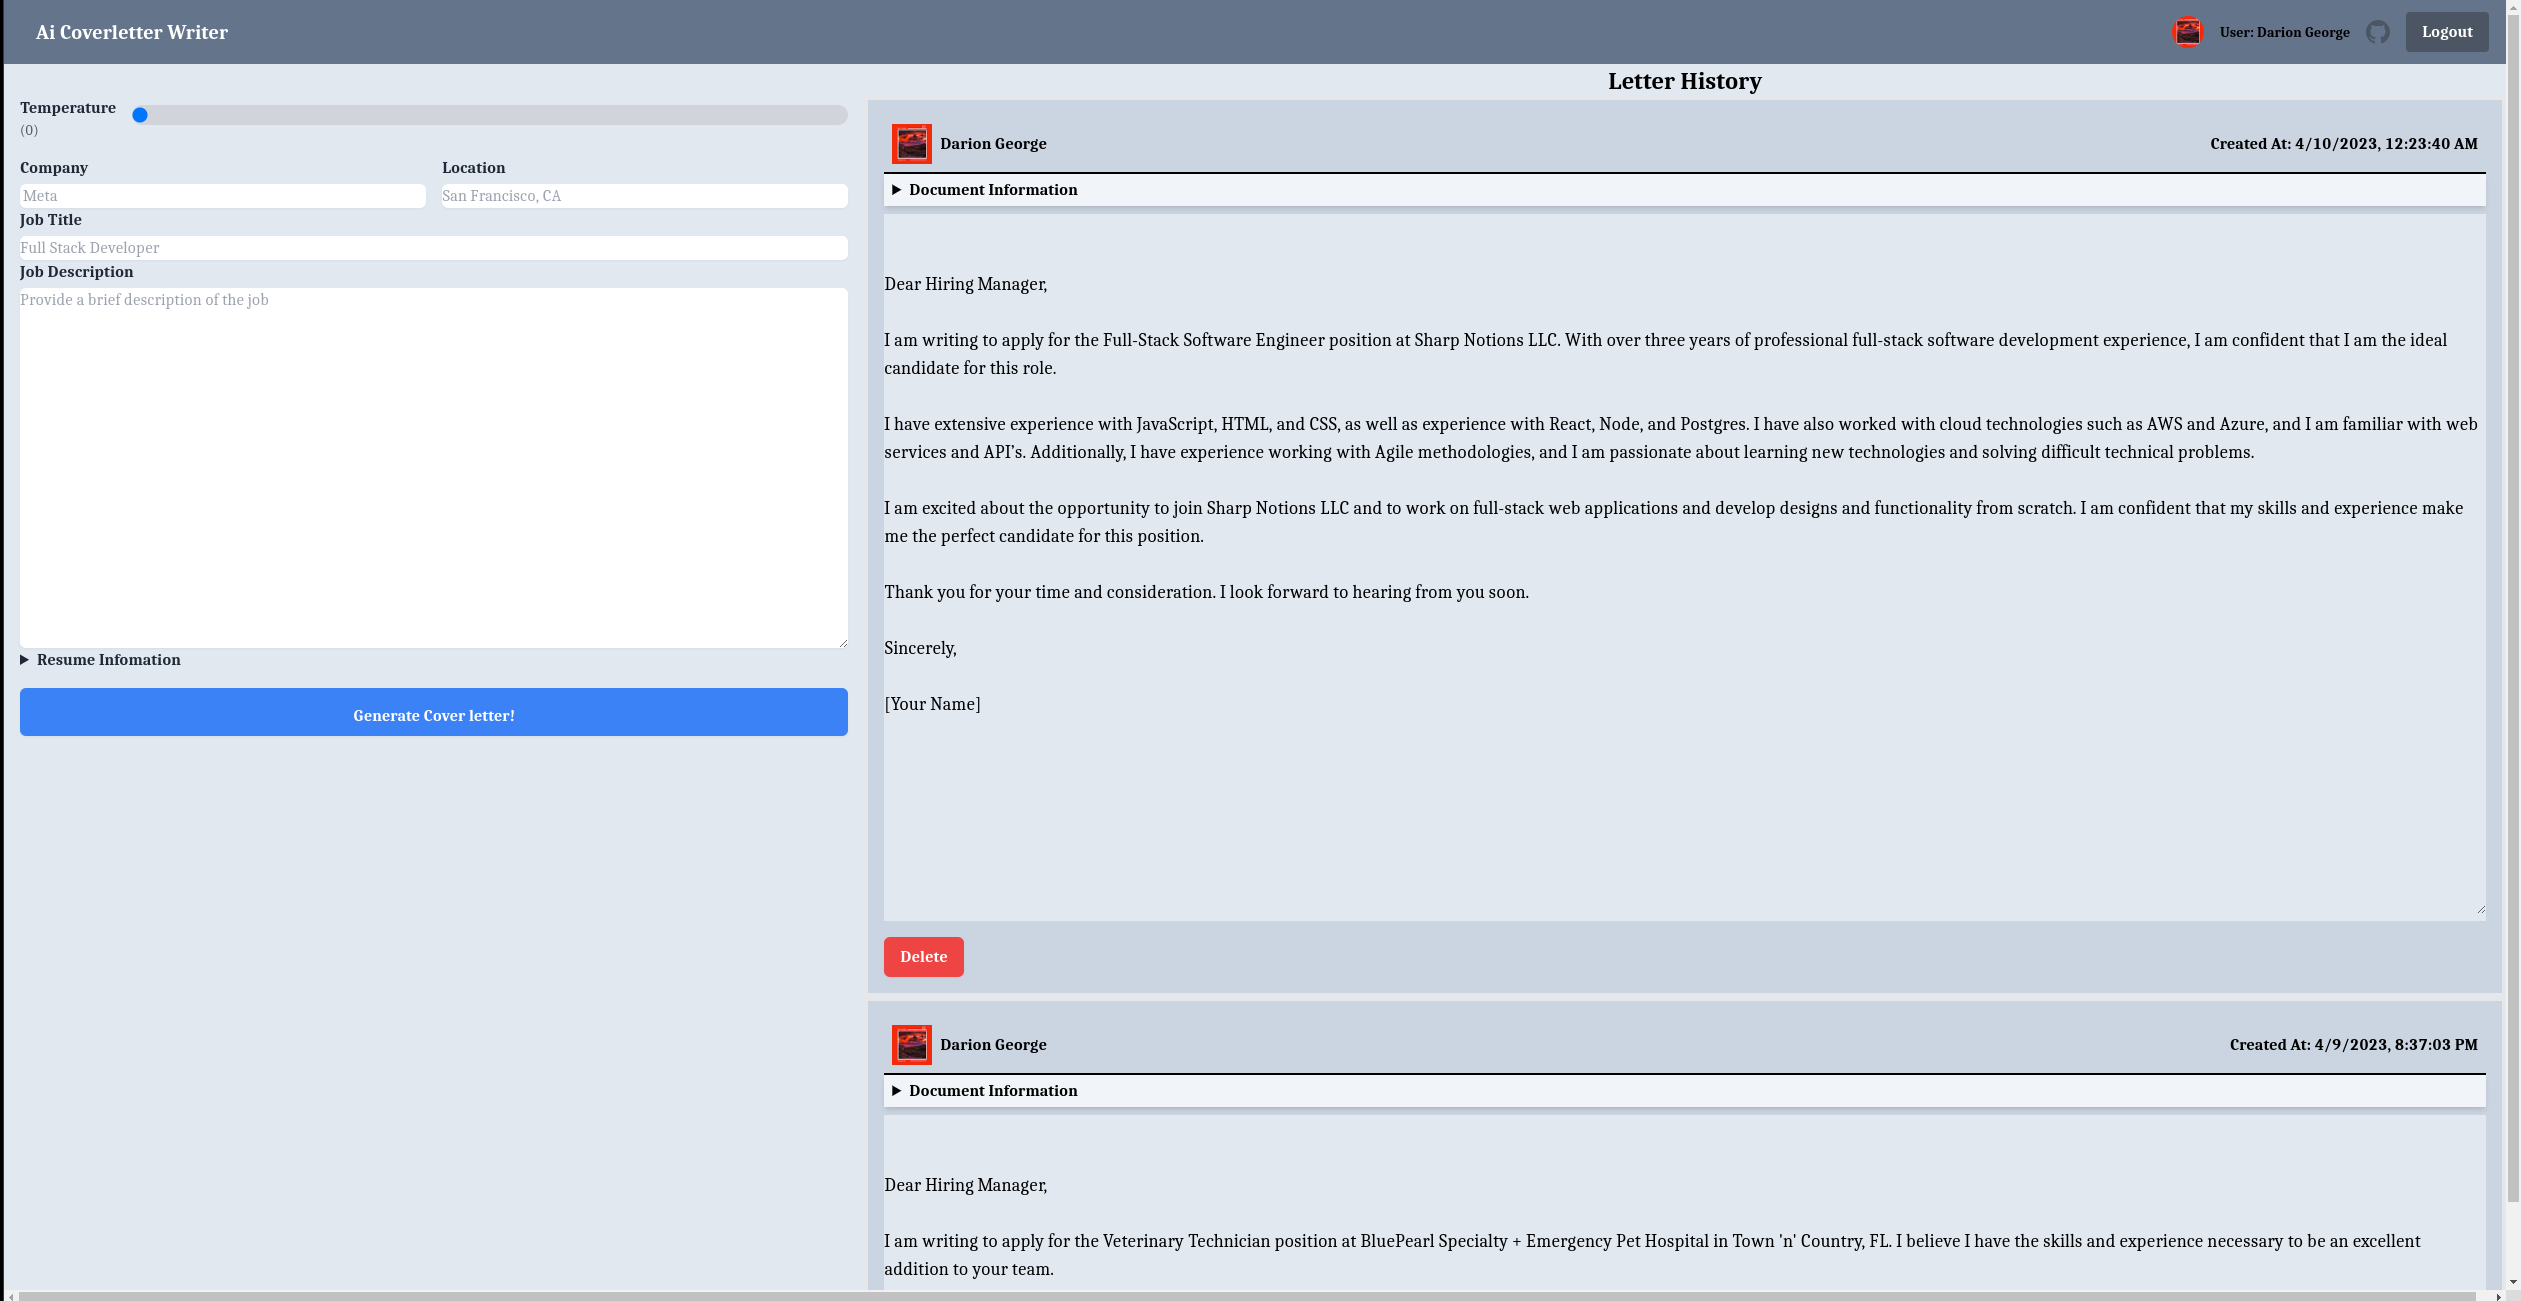 Ai Coverletter Writer
User: Darion George
Logout
Temperature
(0)
Company
Location
Meta
San Francisco, CA
Job Title
Full Stack Developer
Job Description
Provide a brief description of the job
Resume Infomation
Generate Cover letter!
Letter History
Darion George
Created At: 4/10/2023, 12:23:40 AM
Document Information
Dear Hiring Manager,
I am writing to apply for the Full-Stack Software Engineer position at Sharp Notions LLC. With over three years of professional full-stack software development experience, I am confident that I am the ideal
candidate for this role.
I have extensive experience with JavaScript, HTML, and CSS, as well as experience with React, Node, and Postgres. I have also worked with cloud technologies such as AWS and Azure, and I am familiar with web
services and API's. Additionally, I have experience working with Agile methodologies, and I am passionate about learning new technologies and solving difficult technical problems.
I am excited about the opportunity to join Sharp Notions LLC and to work on full-stack web applications and develop designs and functionality from scratch. I am confident that my skills and experience make
me the perfect candidate for this position.
Thank you for your time and consideration. I look forward to hearing from you soon.
Sincerely,
[Your Name]
Delete
Darion George
Created At: 4/9/2023, 8:37:03 PM
Document Information
Dear Hiring Manager,
I am writing to apply for the Veterinary Technician position at BluePearl Specialty + Emergency Pet Hospital in Town 'n' Country, FL. I believe I have the skills and experience necessary to be an excellent
addition to your team.